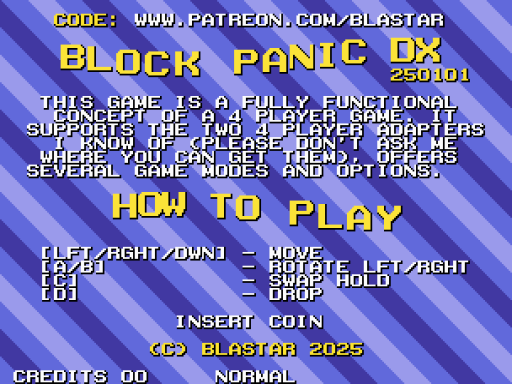 CODE: WWW.PATREON.COM/BLASTAR
BLOCK PANIC DX
250101
THIS GAME IS A FULLY FUNCTIONAL
CONCEPT OF A 4 PLAYER GAME. IT
SUPPORTS THE TWO 4 PLAYER ADAPTERS
I KNOW OF (PLEASE DON'T ASK ME
WHERE YOU CAN GET THEM), OFFERS
SEVERAL GAME MODES AND OPTIONS.
HOW TO PLAY
[LFT/RGHT/DWN] - MOVE
[A/B] - ROTATE LFT/RGHT
[C] - SWAP HOLD
[D] - DROP
INSERT COIN
(C) BLASTAR 2025
CREDITS 00 NORMAL